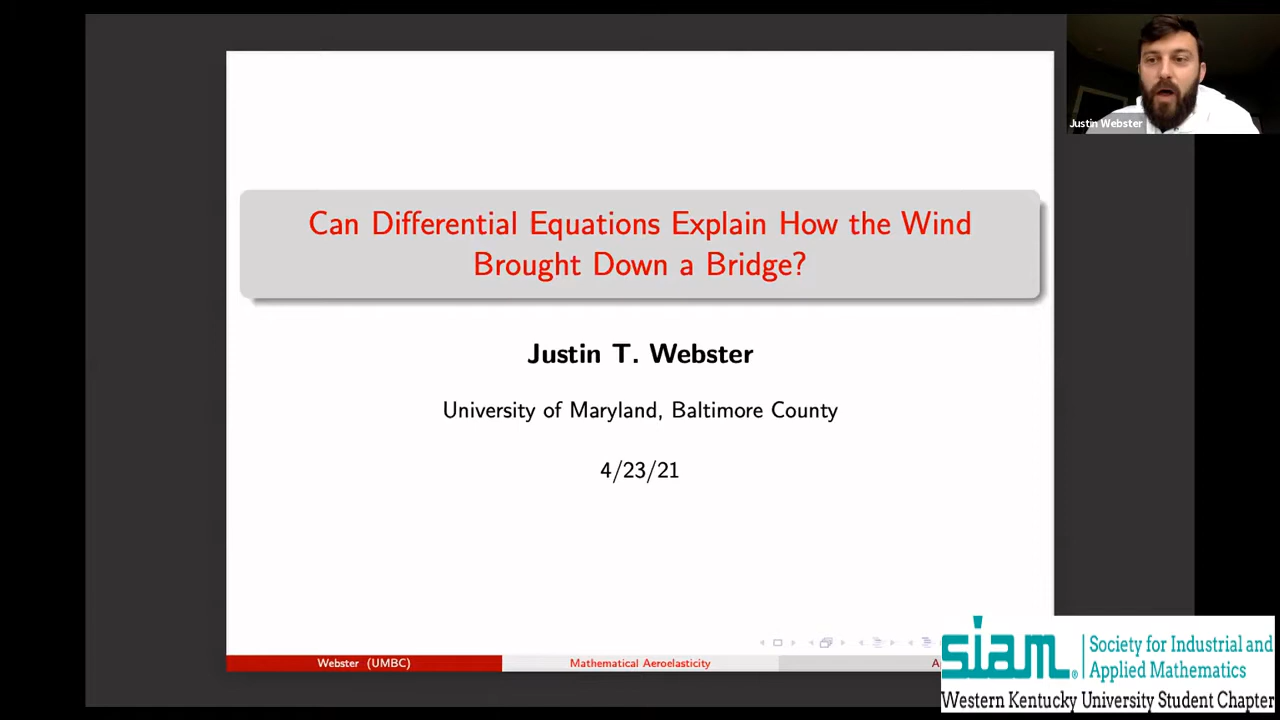 Justin Webster
Can Differential Equations Explain How the Wind
Brought Down a Bridge?
Justin T. Webster
University of Maryland, Baltimore County
4/23/21
Webster (UMBC)
Mathematical Aeroelasticity
A
siam.® Society for Industrial and
Applied Mathematics
Western Kentucky University Student Chapter